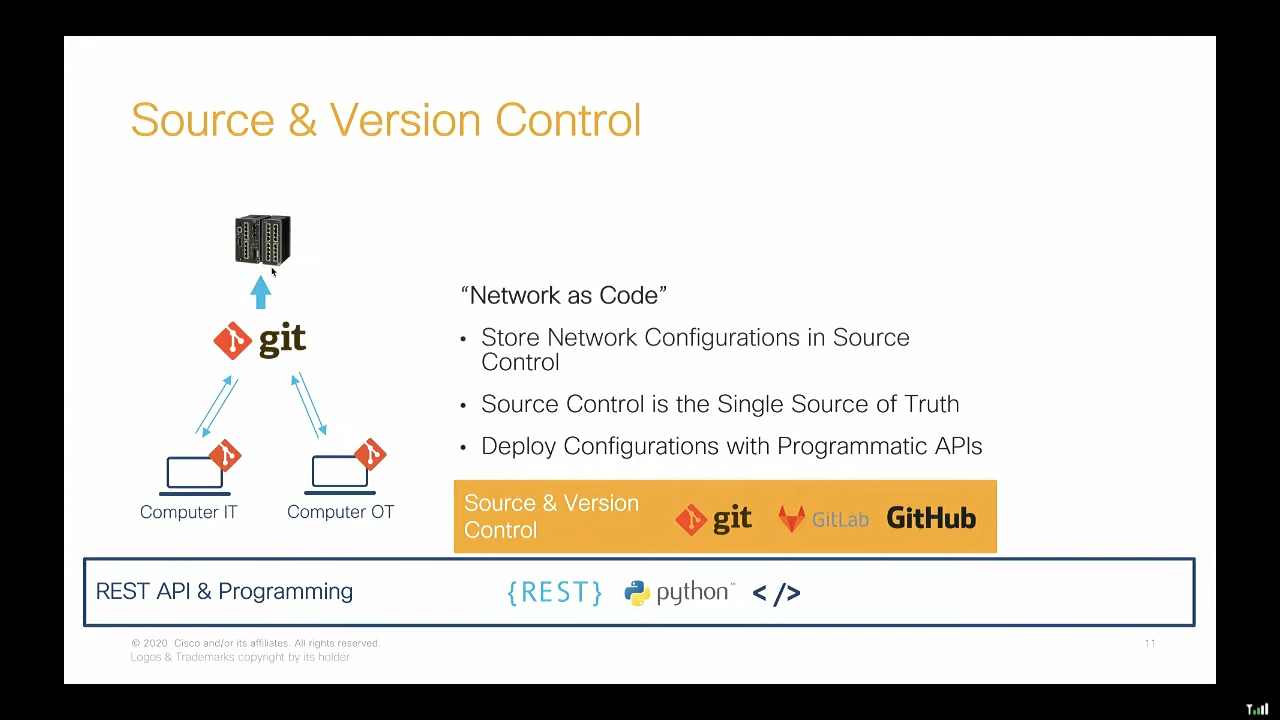 Source & Version Control
git
Computer IT
Computer OT
“Network as Code”
• Store Network Configurations in Source
Control
• Source Control is the Single Source of Truth
• Deploy Configurations with Programmatic APIs
Source & Version
Control
git
GitLab
GitHub
REST API & Programming
{REST}
python™
</>
© 2020 Cisco and/or its affiliates. All rights reserved.
Logos & Trademarks copyright by its holder
11